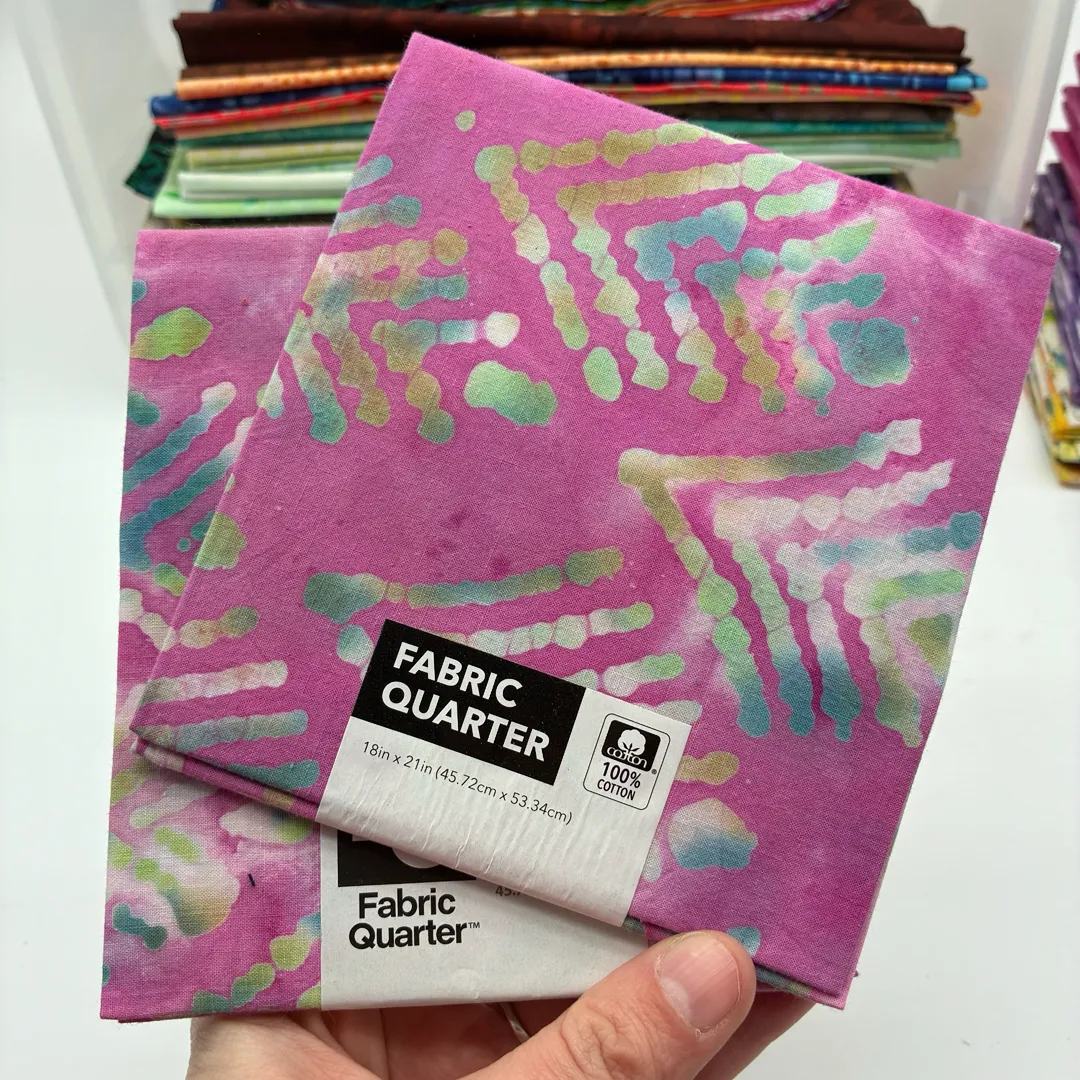 FABRIC
QUARTER
18in x 21in (45.72cm x 53.34cm)
cotton®
100%
COTTON
Fabric
Quarter™